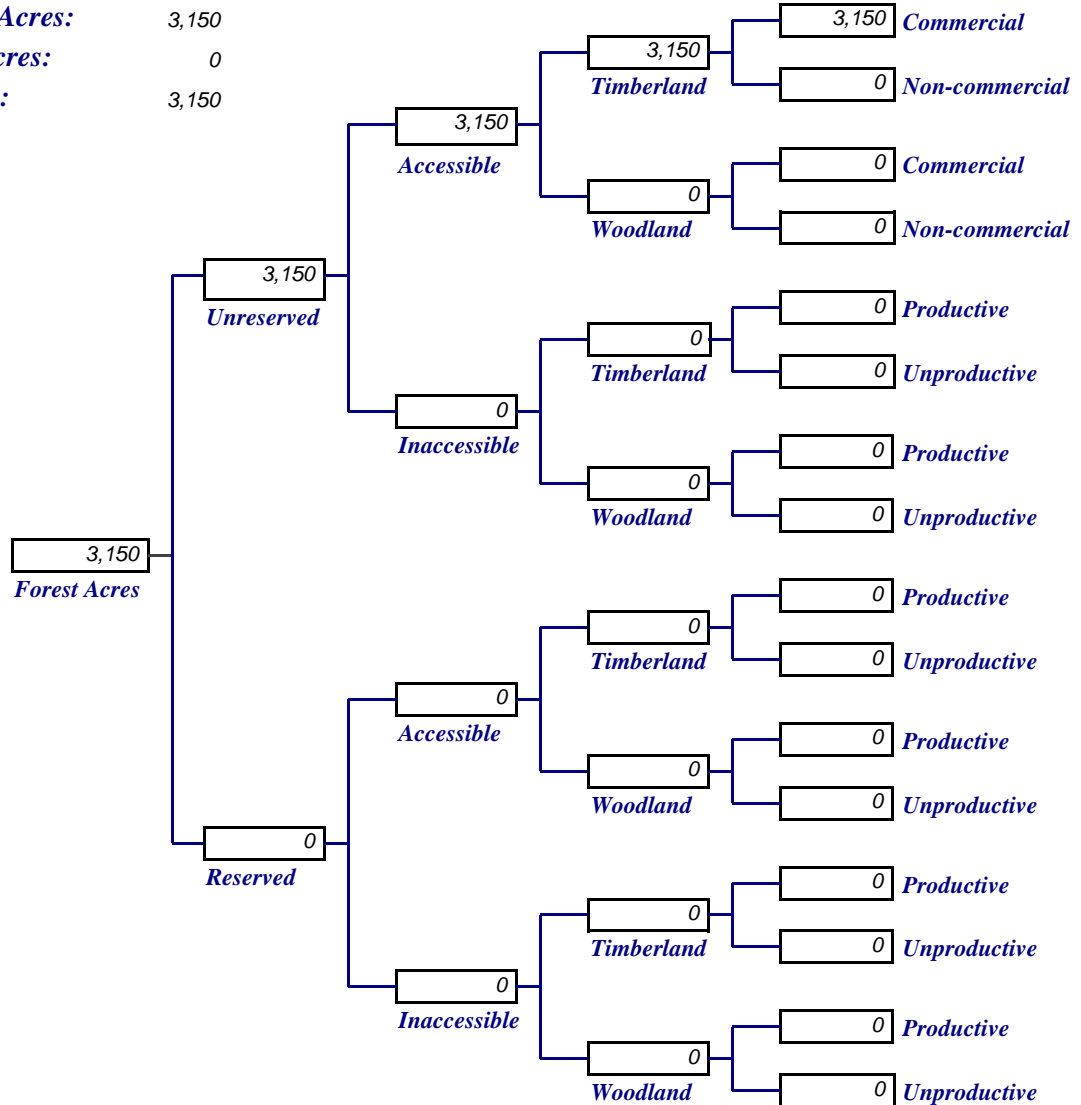 Acres: 3,150
3,150 Commercial
cres: 0
3,150
Timberland
0 Non-commercial
: 3,150
3,150
Accessible
0 Commercial
0
Woodland
0 Non-commercial
3,150
Unreserved
0 Productive
0
Timberland
0 Unproductive
0
Inaccessible
0 Productive
0
Woodland
0 Unproductive
3,150
Forest Acres
0 Productive
0
Timberland
0 Unproductive
0
Accessible
0 Productive
0
Woodland
0 Unproductive
0
Reserved
0 Productive
0
Timberland
0 Unproductive
0
Inaccessible
0 Productive
0
Woodland
0 Unproductive